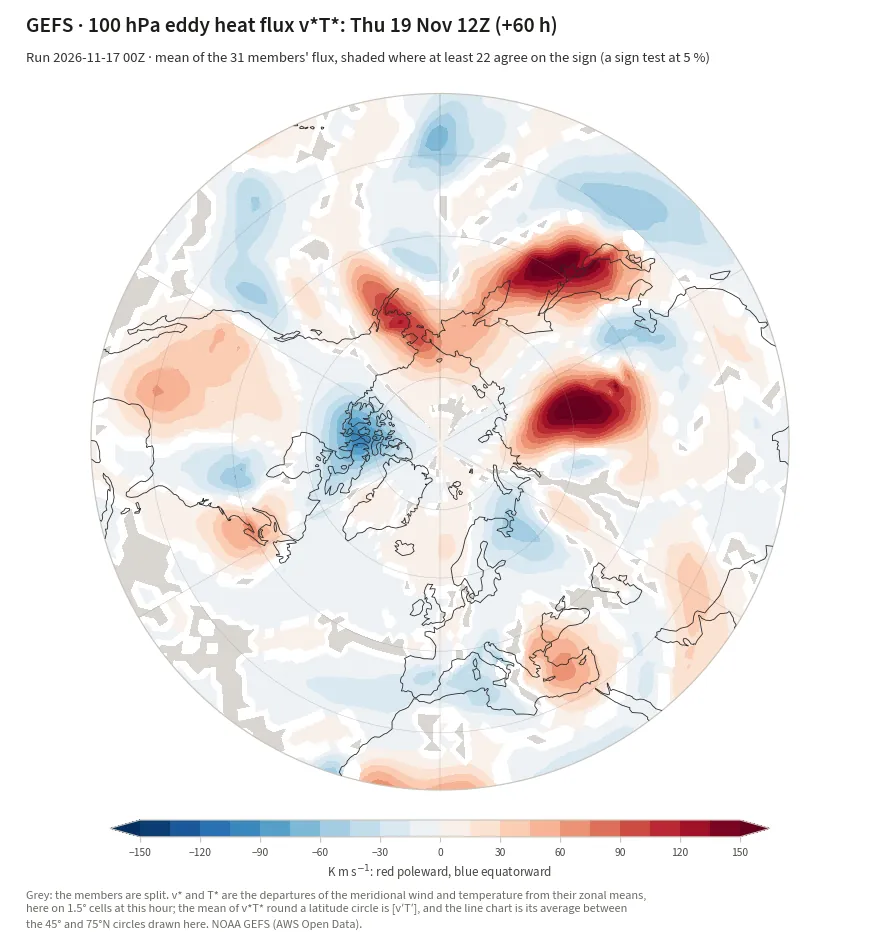 GEFS · 100 hPa eddy heat flux v*T*: Thu 19 Nov 12Z (+60 h)
Run 2026-11-17 00Z · mean of the 31 members' flux, shaded where at least 22 agree on the sign (a sign test at 5 %)
−150 −120 −90 −60 −30 0 30 60 90 120 150
K m s⁻¹: red poleward, blue equatorward
Grey: the members are split. v* and T* are the departures of the meridional wind and temperature from their zonal means,
here on 1.5° cells at this hour; the mean of v*T* round a latitude circle is [v'T'], and the line chart is its average between
the 45° and 75°N circles drawn here. NOAA GEFS (AWS Open Data).